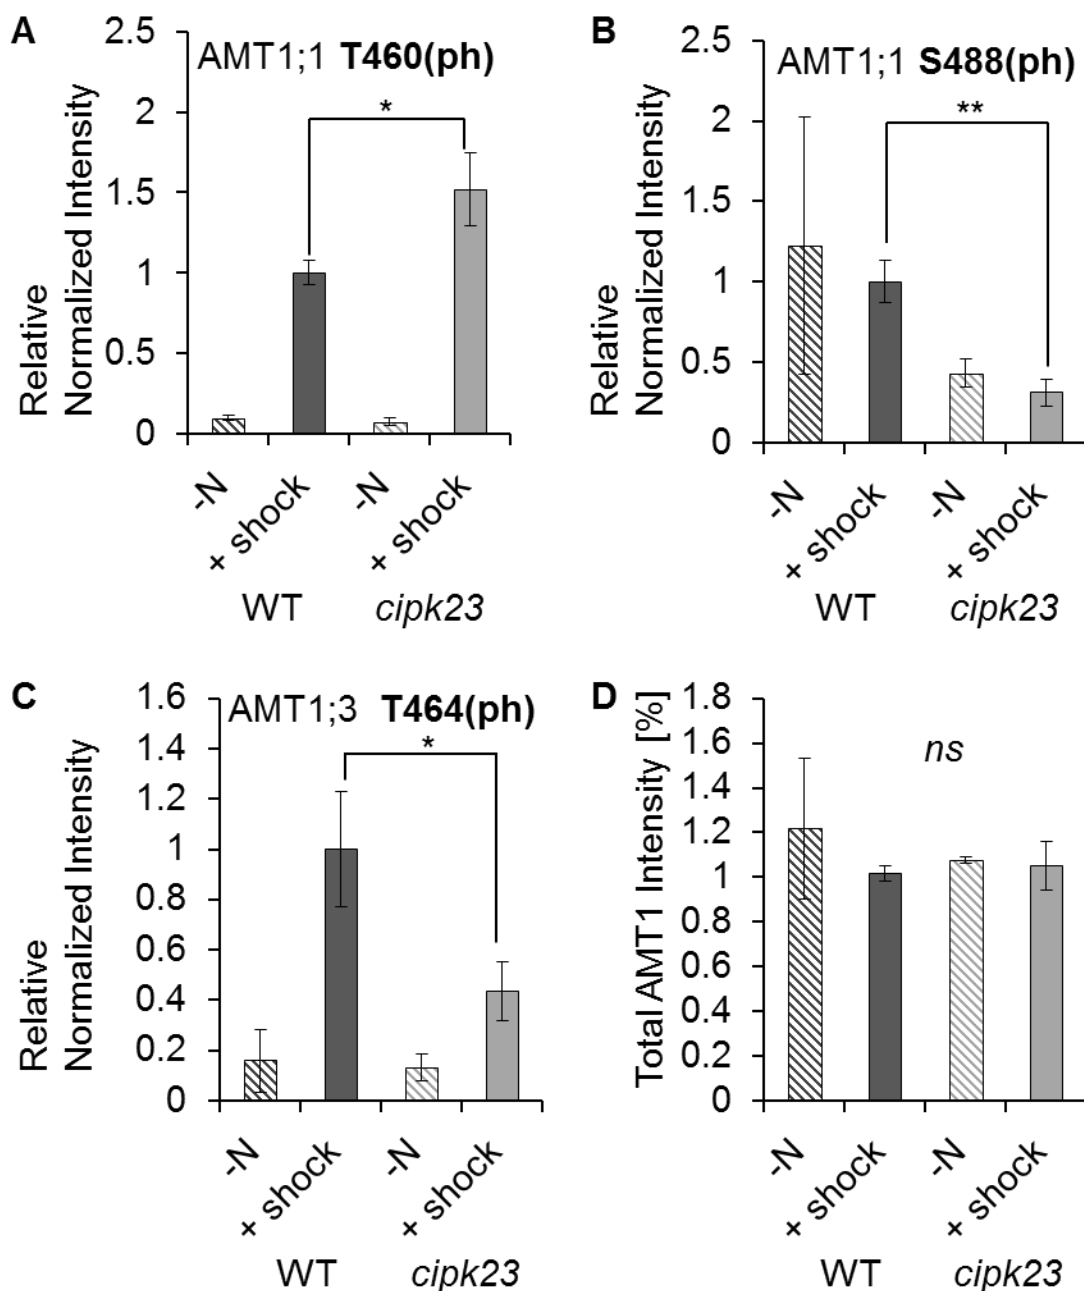 A
AMT1;1 T460(ph)
*
Relative
Normalized Intensity
2.5
2
1.5
1
0.5
0
-N
+ shock
-N
+ shock
WT
cipk23
B
AMT1;1 S488(ph)
**
Relative
Normalized Intensity
2.5
2
1.5
1
0.5
0
-N
+ shock
-N
+ shock
WT
cipk23
C
AMT1;3 T464(ph)
*
Relative
Normalized Intensity
1.6
1.4
1.2
1
0.8
0.6
0.4
0.2
0
-N
+ shock
-N
+ shock
WT
cipk23
D
ns
Total AMT1 Intensity [%]
1.8
1.6
1.4
1.2
1
0.8
0.6
0.4
0.2
0
-N
+ shock
-N
+ shock
WT
cipk23